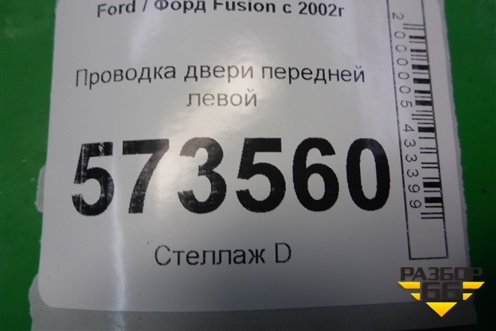 Ford / Форд Fusion с 2002г
Проводка двери передней
левой
573560
Стеллаж D
2000005433399
РАЗБОР
66